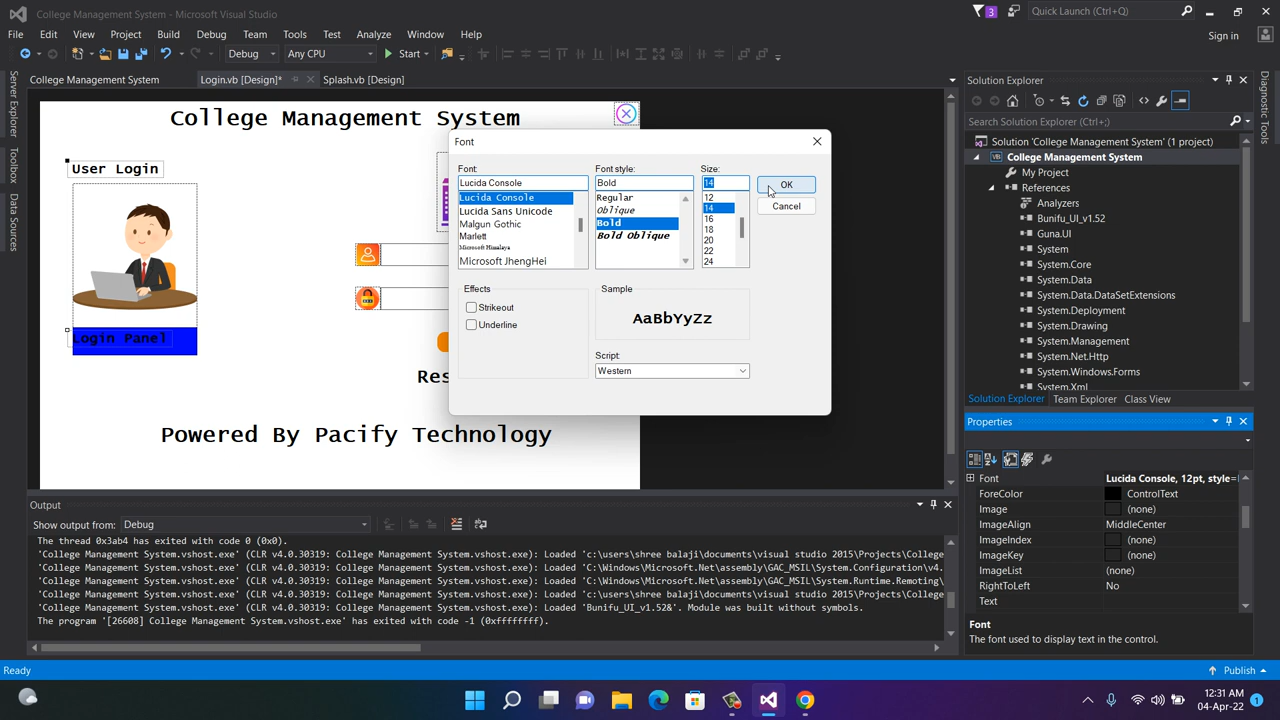 College Management System - Microsoft Visual Studio
3
Quick Launch (Ctrl+Q)
File Edit View Project Build Debug Team Tools Test Analyze Window Help
Sign in
Debug Any CPU Start
College Management System Login.vb [Design]* Splash.vb [Design]
Server Explorer
Toolbox
Data Sources
College Management System
User Login
Login Panel
Res
Powered By Pacify Technology
Font
Font: Font style: Size:
Lucida Console Bold 14
OK
Cancel
Lucida Console
Lucida Sans Unicode
Malgun Gothic
Marlett
Microsoft Himalaya
Microsoft JhengHei
Regular
Oblique
Bold
Bold Oblique
12
14
16
18
20
22
24
Effects
Strikeout
Underline
Sample
AaBbYyZz
Script:
Western
Solution Explorer
Search Solution Explorer (Ctrl+;)
Solution 'College Management System' (1 project)
College Management System
My Project
References
Analyzers
Bunifu_UI_v1.52
Guna.UI
System
System.Core
System.Data
System.Data.DataSetExtensions
System.Deployment
System.Drawing
System.Management
System.Net.Http
System.Windows.Forms
System.Xml
Solution Explorer Team Explorer Class View
Diagnostic Tools
Properties
Font Lucida Console, 12pt, style=
ForeColor ControlText
Image (none)
ImageAlign MiddleCenter
ImageIndex (none)
ImageKey (none)
ImageList (none)
RightToLeft No
Text
Font
The font used to display text in the control.
Output
Show output from: Debug
The thread 0x3ab4 has exited with code 0 (0x0).
'College Management System.vshost.exe' (CLR v4.0.30319: College Management System.vshost.exe): Loaded 'c:\users\shree balaji\documents\visual studio 2015\Projects\College
'College Management System.vshost.exe' (CLR v4.0.30319: College Management System.vshost.exe): Loaded 'C:\Windows\Microsoft.Net\assembly\GAC_MSIL\System.Configuration\v4.
'College Management System.vshost.exe' (CLR v4.0.30319: College Management System.vshost.exe): Loaded 'C:\Windows\Microsoft.Net\assembly\GAC_MSIL\System.Runtime.Remoting\
'College Management System.vshost.exe' (CLR v4.0.30319: College Management System.vshost.exe): Loaded 'c:\users\shree balaji\documents\visual studio 2015\Projects\College
'College Management System.vshost.exe' (CLR v4.0.30319: College Management System.vshost.exe): Loaded 'Bunifu_UI_v1.52&'. Module was built without symbols.
The program '[26608] College Management System.vshost.exe' has exited with code -1 (0xffffffff).
Ready
Publish
12:31 AM
04-Apr-22
1